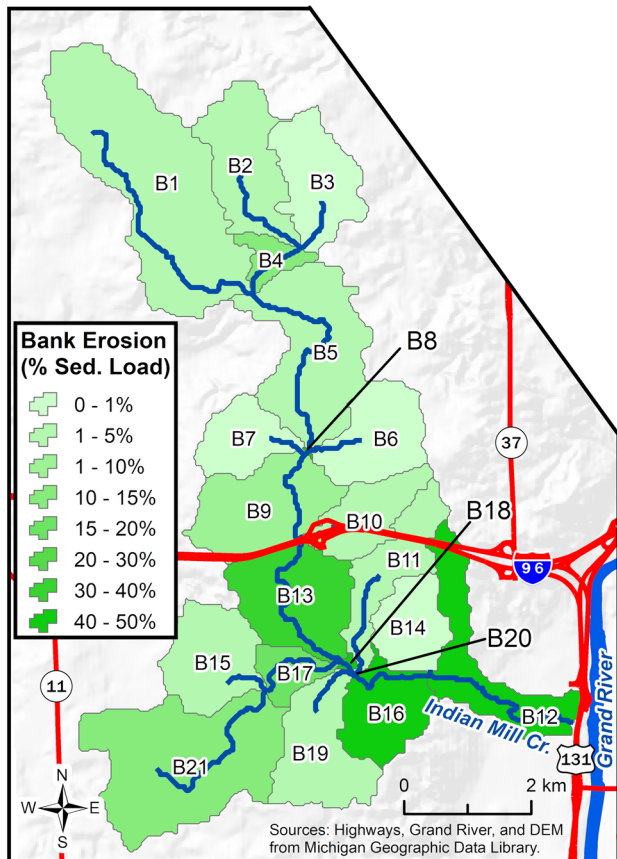 B1
B2
B3
B4
B5
B8
Bank Erosion
(% Sed. Load)
0 - 1%
1 - 5%
1 - 10%
10 - 15%
15 - 20%
20 - 30%
30 - 40%
40 - 50%
B7
B6
37
B9
B10
B18
B11
96
B13
B14
B20
B15
B17
11
B16
B12
Indian Mill Cr.
Grand River
B19
B21
131
N
W E
S
0 2 km
Sources: Highways, Grand River, and DEM
from Michigan Geographic Data Library.